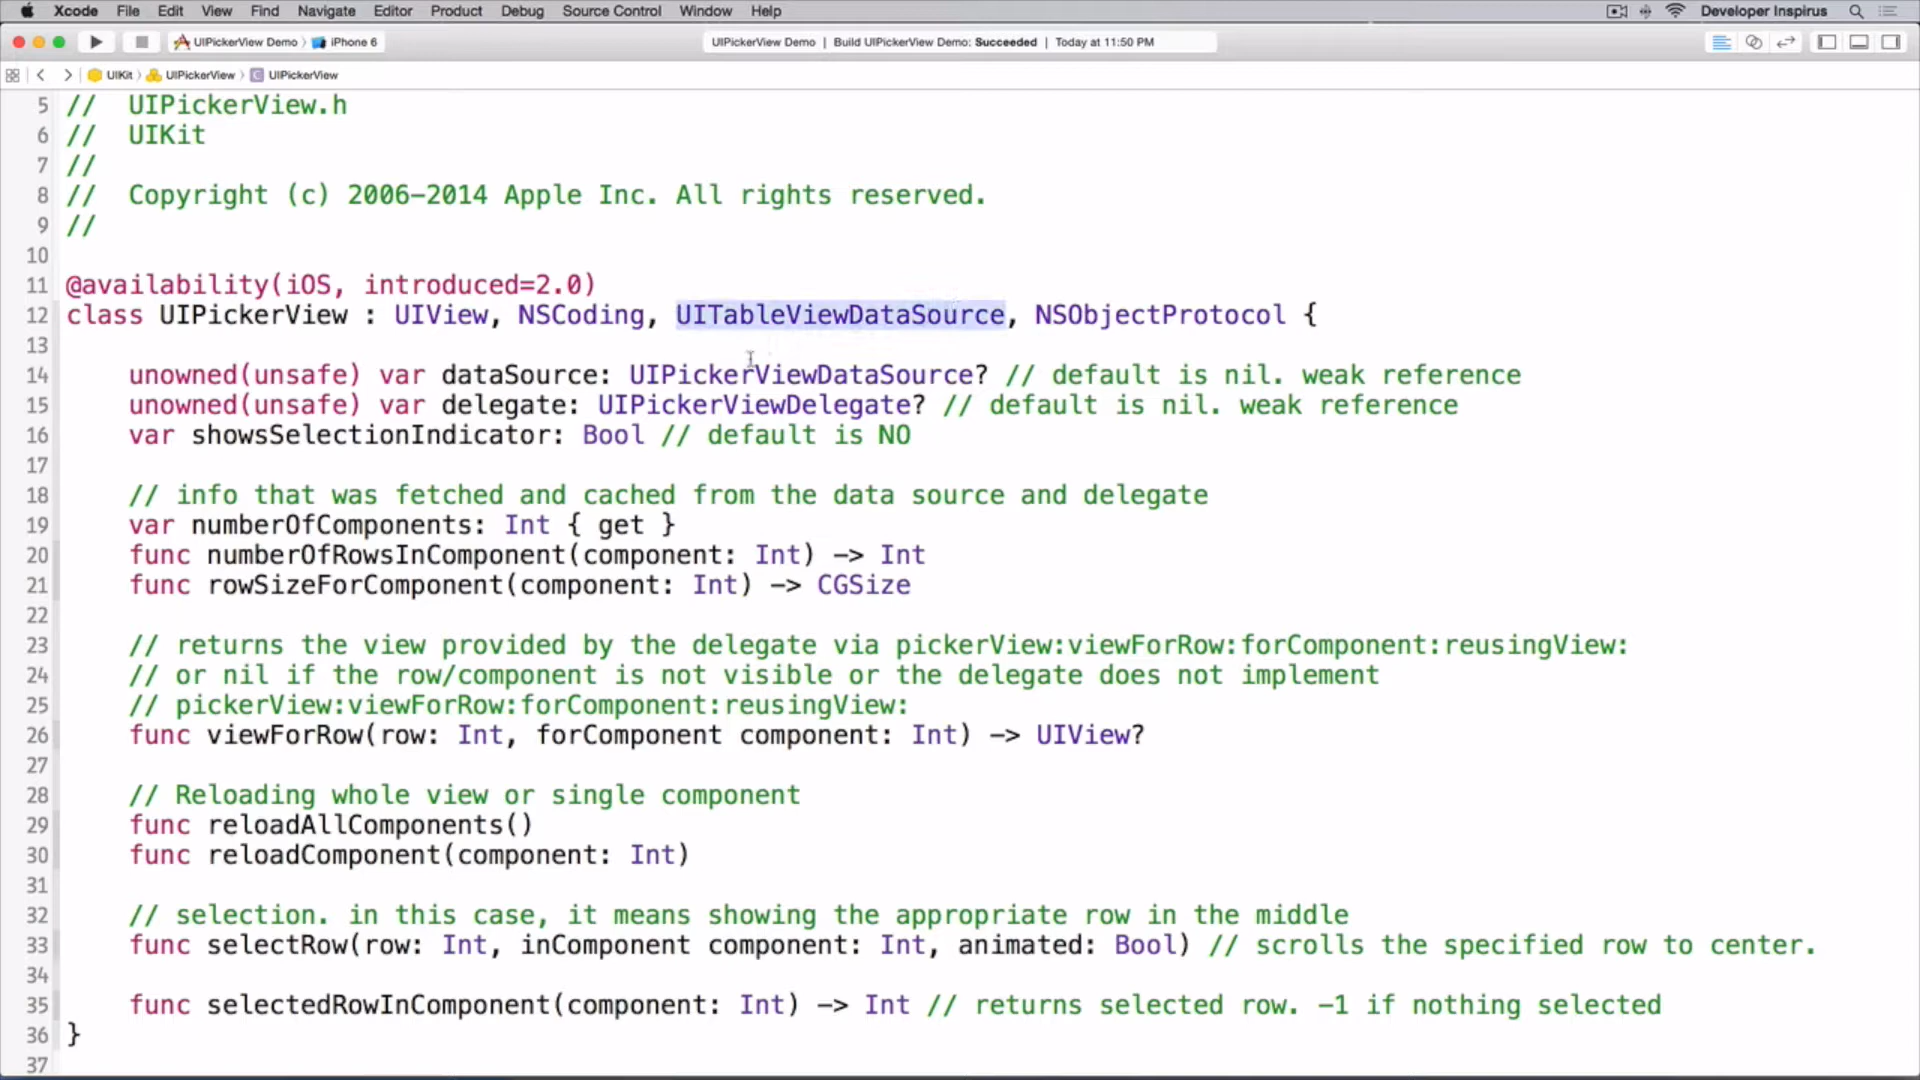 Xcode File Edit View Find Navigate Editor Product Debug Source Control Window Help Developer Inspirus
UIPickerView Demo iPhone 6 UIPickerView Demo | Build UIPickerView Demo: Succeeded | Today at 11:50 PM
UIKit UIPickerView C UIPickerView
5 // UIPickerView.h
6 // UIKit
7 //
8 // Copyright (c) 2006-2014 Apple Inc. All rights reserved.
9 //
10
11 @availability(iOS, introduced=2.0)
12 class UIPickerView : UIView, NSCoding, UITableViewDataSource, NSObjectProtocol {
13
14 unowned(unsafe) var dataSource: UIPickerViewDataSource? // default is nil. weak reference
15 unowned(unsafe) var delegate: UIPickerViewDelegate? // default is nil. weak reference
16 var showsSelectionIndicator: Bool // default is NO
17
18 // info that was fetched and cached from the data source and delegate
19 var numberOfComponents: Int { get }
20 func numberOfRowsInComponent(component: Int) -> Int
21 func rowSizeForComponent(component: Int) -> CGSize
22
23 // returns the view provided by the delegate via pickerView:viewForRow:forComponent:reusingView:
24 // or nil if the row/component is not visible or the delegate does not implement
25 // pickerView:viewForRow:forComponent:reusingView:
26 func viewForRow(row: Int, forComponent component: Int) -> UIView?
27
28 // Reloading whole view or single component
29 func reloadAllComponents()
30 func reloadComponent(component: Int)
31
32 // selection. in this case, it means showing the appropriate row in the middle
33 func selectRow(row: Int, inComponent component: Int, animated: Bool) // scrolls the specified row to center.
34
35 func selectedRowInComponent(component: Int) -> Int // returns selected row. -1 if nothing selected
36 }
37